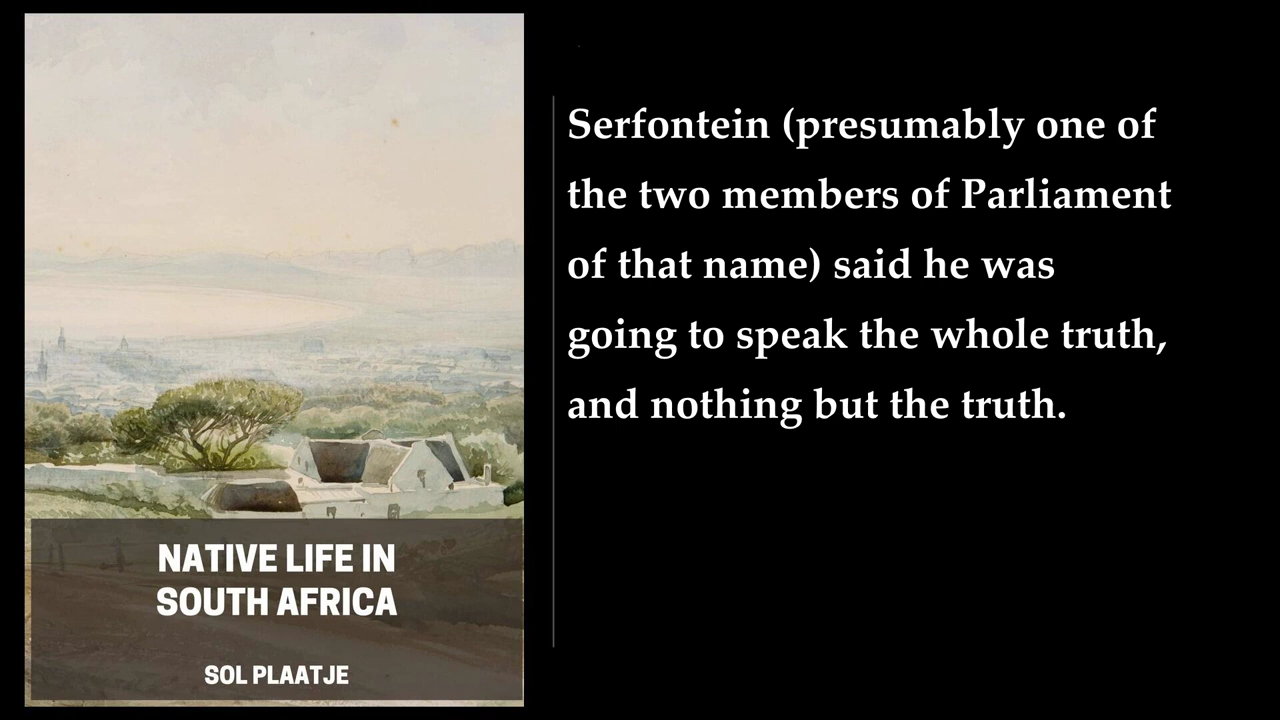 NATIVE LIFE IN
SOUTH AFRICA
SOL PLAATJE
Serfontein (presumably one of
the two members of Parliament
of that name) said he was
going to speak the whole truth,
and nothing but the truth.